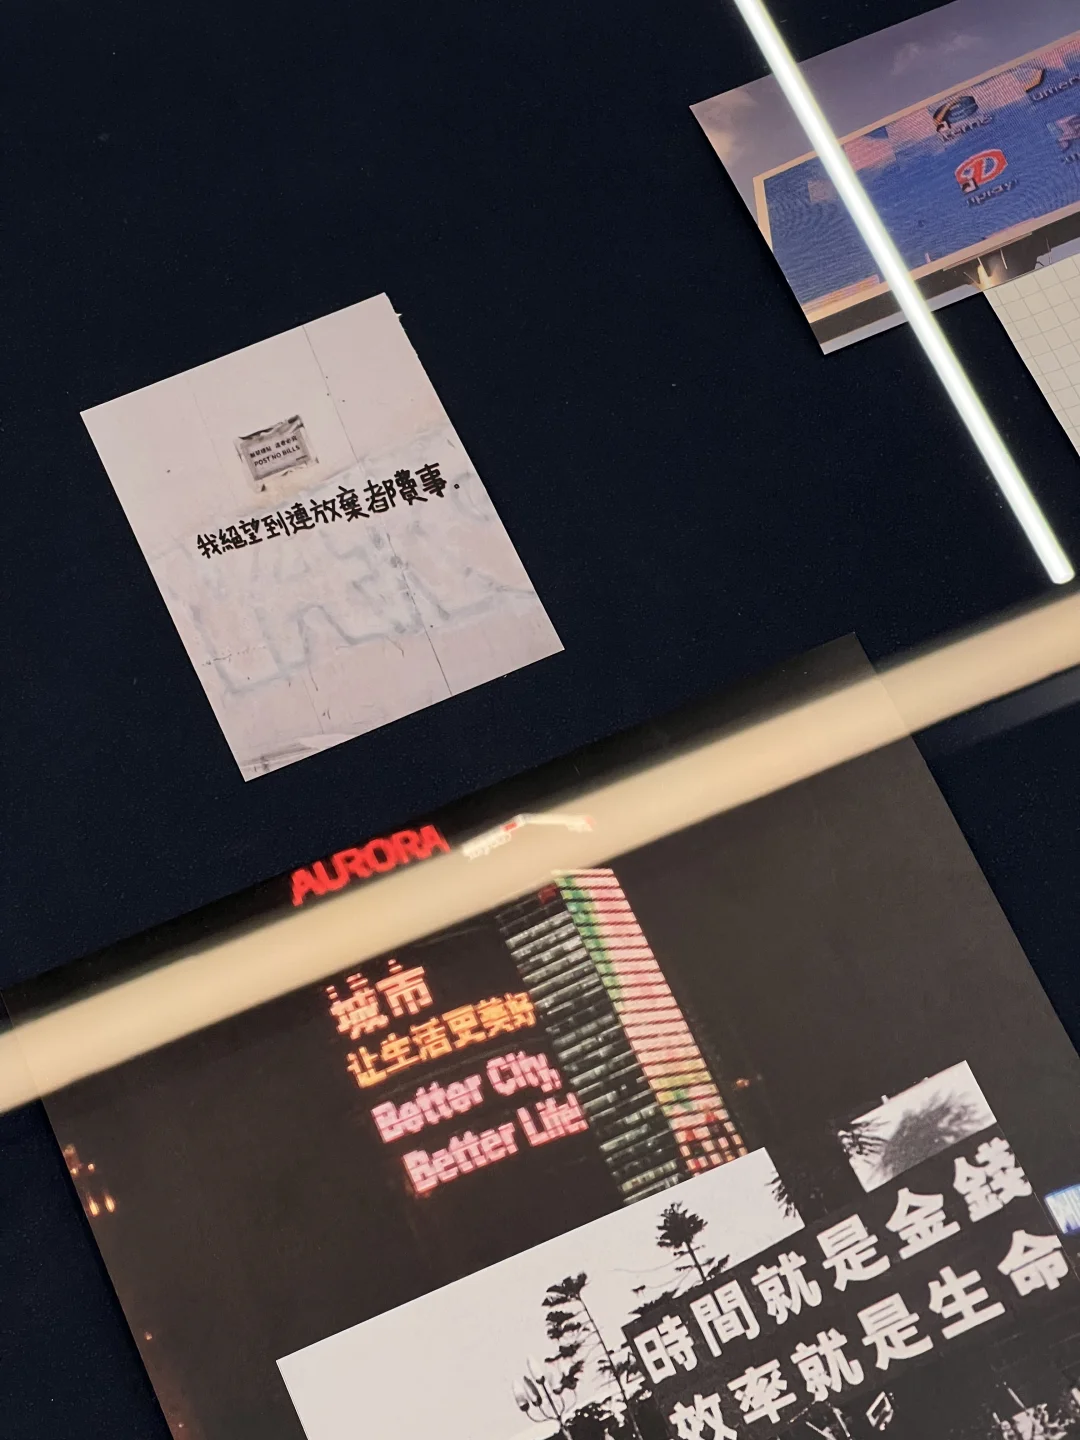 POST NO BILLS
我絕望到連放棄都費事。
AURORA
城市
让生活更美好
Better City,
Better Life!
時間就是金錢
效率就是生命